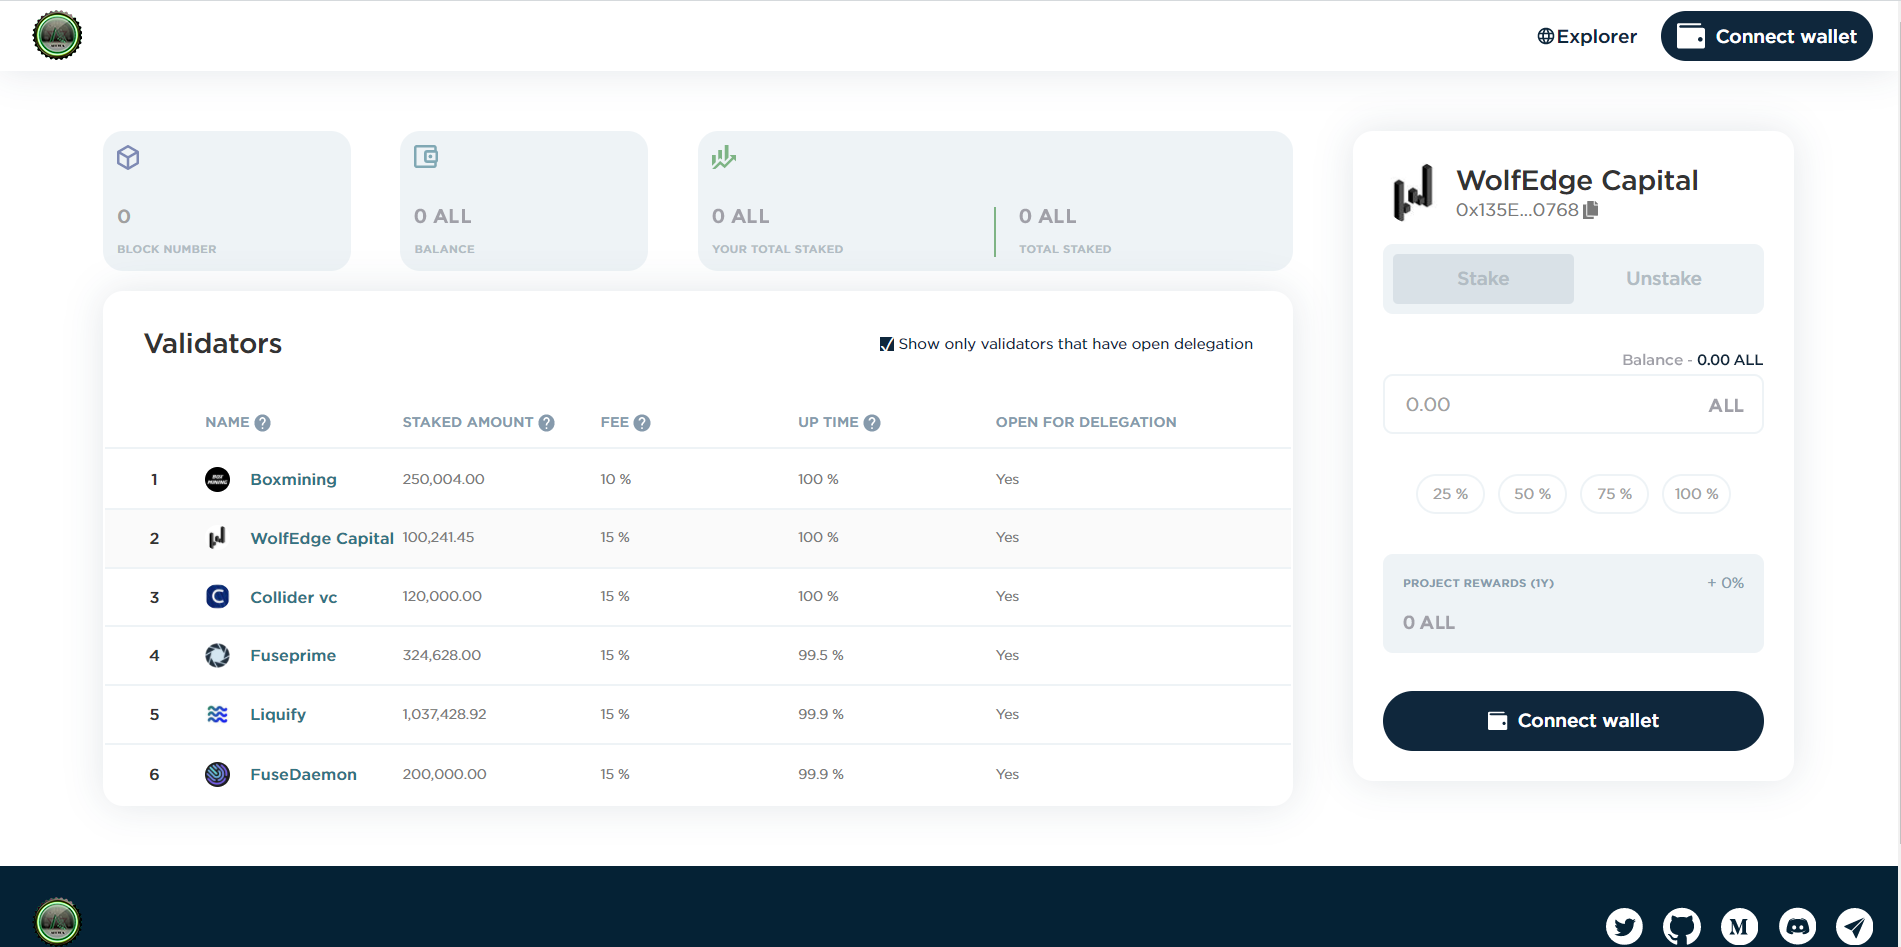 Explorer
Connect wallet
0
BLOCK NUMBER
0 ALL
BALANCE
0 ALL
YOUR TOTAL STAKED
0 ALL
TOTAL STAKED
Validators
Show only validators that have open delegation
NAME ? STAKED AMOUNT ? FEE ? UP TIME ? OPEN FOR DELEGATION
1 BOX MINING Boxmining 250,004.00 10 % 100 % Yes
2 WolfEdge Capital 100,241.45 15 % 100 % Yes
3 C Collider vc 120,000.00 15 % 100 % Yes
4 Fuseprime 324,628.00 15 % 99.5 % Yes
5 Liquify 1,037,428.92 15 % 99.9 % Yes
6 FuseDaemon 200,000.00 15 % 99.9 % Yes
WolfEdge Capital
0x135E...0768
Stake Unstake
Balance - 0.00 ALL
0.00 ALL
25 % 50 % 75 % 100 %
PROJECT REWARDS (1Y) + 0%
0 ALL
Connect wallet
M